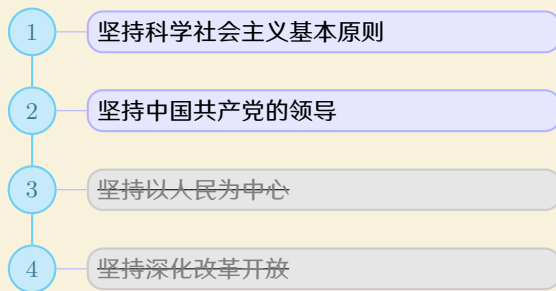 1 坚持科学社会主义基本原则
2 坚持中国共产党的领导
3 坚持以人民为中心
4 坚持深化改革开放